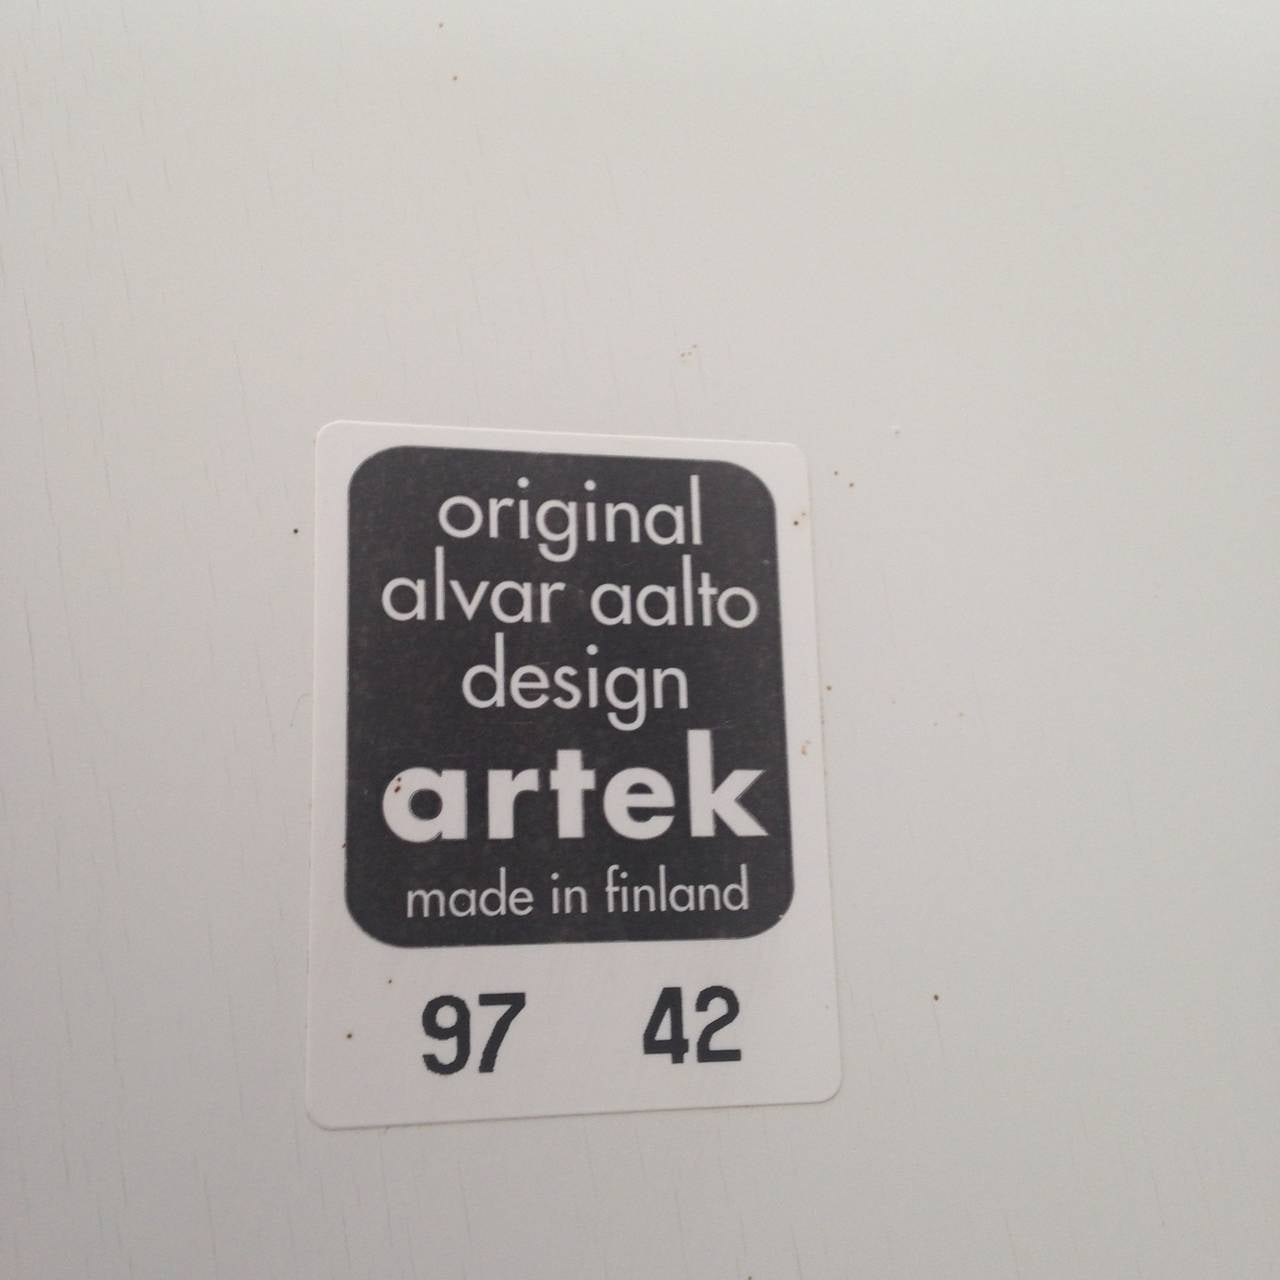 original
alvar aalto
design
artek
made in finland
97 42